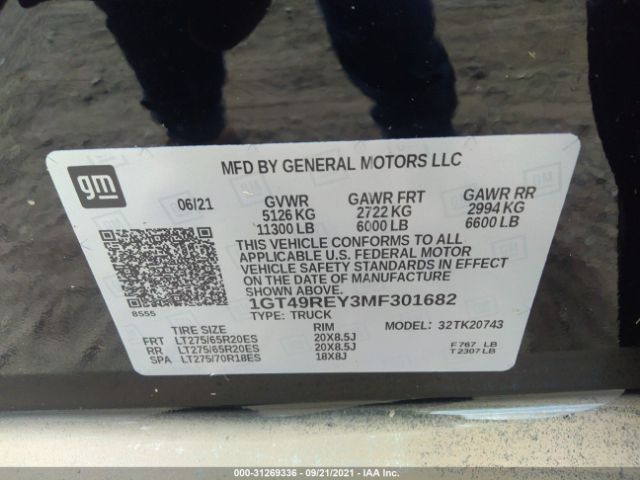 gm
MFD BY GENERAL MOTORS LLC
06/21 GVWR GAWR FRT GAWR RR
5126 KG 2722 KG 2994 KG
11300 LB 6000 LB 6600 LB
THIS VEHICLE CONFORMS TO ALL
APPLICABLE U.S. FEDERAL MOTOR
VEHICLE SAFETY STANDARDS IN EFFECT
ON THE DATE OF MANUFACTURE
SHOWN ABOVE.
8555
1GT49REY3MF301682
TYPE: TRUCK MODEL: 32TK20743
TIRE SIZE RIM
FRT LT275/65R20ES 20X8.5J F 767 LB
RR LT275/65R20ES 20X8.5J T 2307 LB
SPA LT275/70R18ES 18X8J
000-31269336 - 09/21/2021 - IAA Inc.